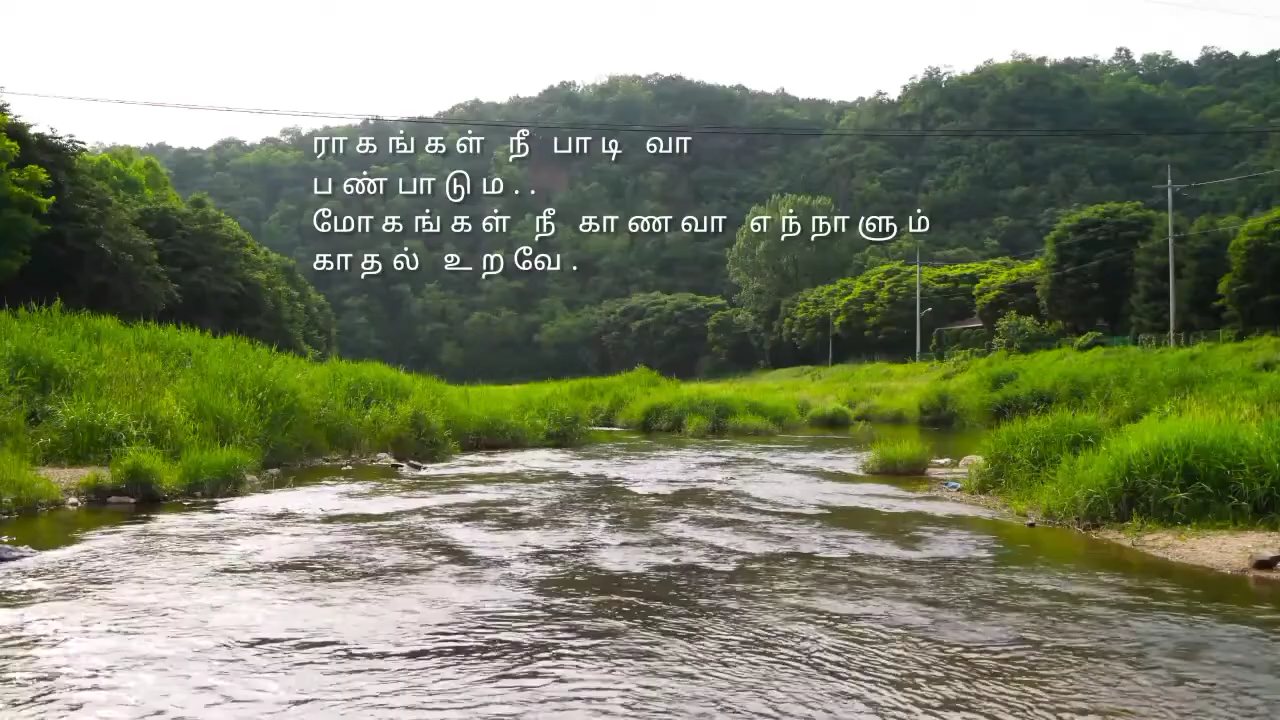 ராகங்கள் நீ பாடி வா
பண்பாடும..
மோகங்கள் நீ காணவா எந்நாளும்
காதல் உறவே.